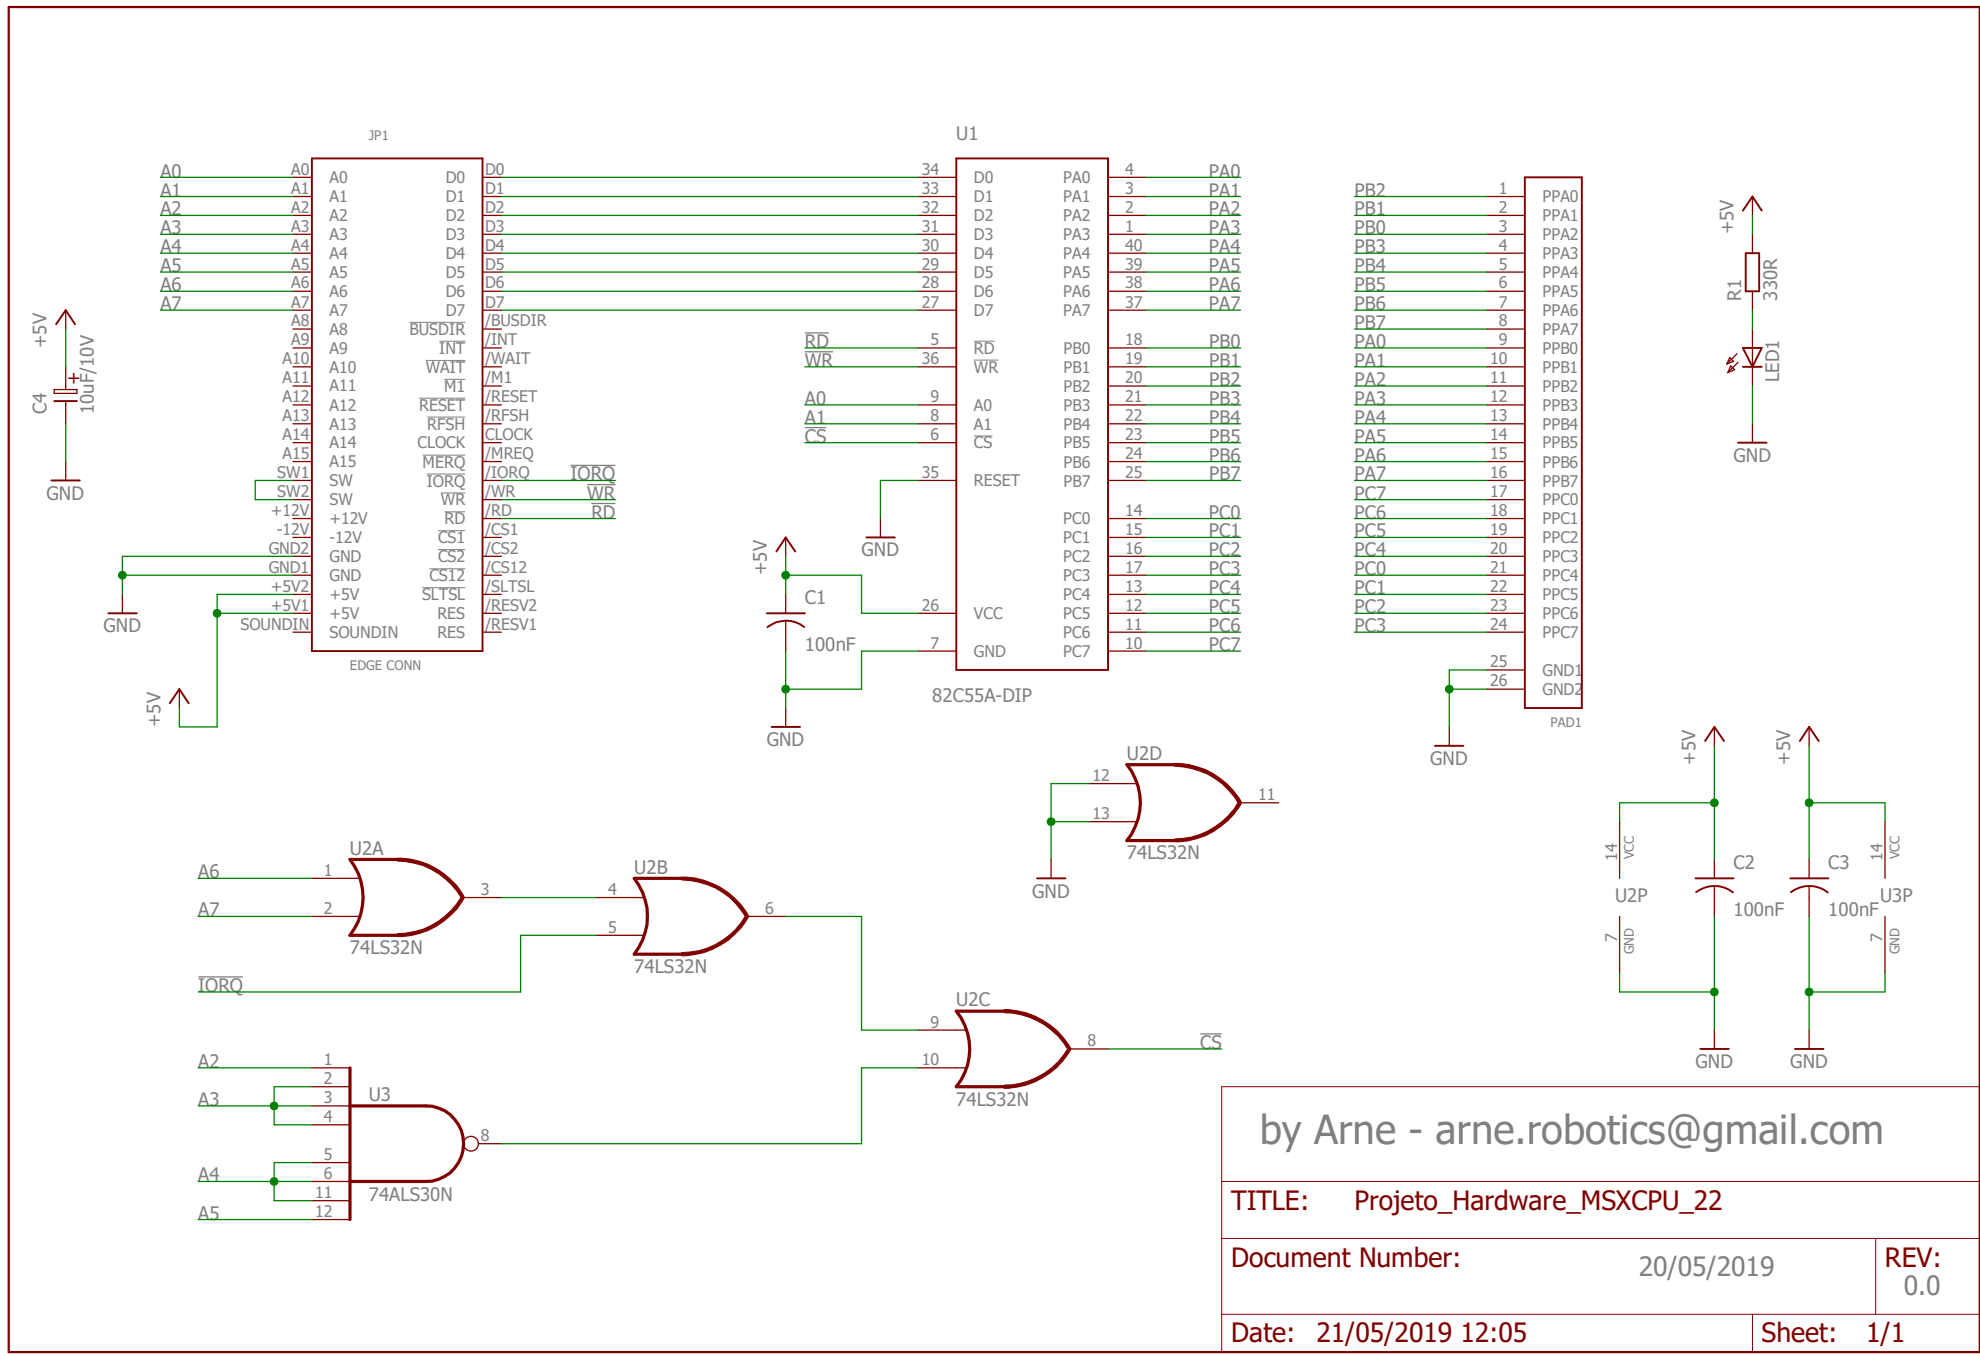 JP1
A0 A0 A0 D0 D0
A1 A1 A1 D1 D1
A2 A2 A2 D2 D2
A3 A3 A3 D3 D3
A4 A4 A4 D4 D4
A5 A5 A5 D5 D5
A6 A6 A6 D6 D6
A7 A7 A7 D7 D7
A8 A8 BUSDIR /BUSDIR
A9 A9 INT /INT
A10 A10 WAIT /WAIT
A11 A11 M1 /M1
A12 A12 RESET /RESET
A13 A13 RFSH /RFSH
A14 A14 CLOCK CLOCK
A15 A15 MERQ /MREQ
SW1 SW IORQ /IORQ IORQ
SW2 SW WR /WR WR
+12V +12V RD /RD RD
-12V -12V CS1 /CS1
GND2 GND CS2 /CS2
GND1 GND CS12 /CS12
+5V2 +5V SLTSL /SLTSL
+5V1 +5V RES /RESV2
SOUNDIN SOUNDIN RES /RESV1
EDGE CONN
GND
+5V
+5V
C4
10uF/10V
+
GND
U1
34 D0 PA0 4 PA0
33 D1 PA1 3 PA1
32 D2 PA2 2 PA2
31 D3 PA3 1 PA3
30 D4 PA4 40 PA4
29 D5 PA5 39 PA5
28 D6 PA6 38 PA6
27 D7 PA7 37 PA7
RD 5 RD PB0 18 PB0
WR 36 WR PB1 19 PB1
PB2 20 PB2
A0 9 A0 PB3 21 PB3
A1 8 A1 PB4 22 PB4
CS 6 CS PB5 23 PB5
PB6 24 PB6
35 RESET PB7 25 PB7
PC0 14 PC0
PC1 15 PC1
PC2 16 PC2
PC3 17 PC3
PC4 13 PC4
26 VCC PC5 12 PC5
PC6 11 PC6
7 GND PC7 10 PC7
82C55A-DIP
GND
+5V
C1
100nF
GND
PB2 1 PPA0
PB1 2 PPA1
PB0 3 PPA2
PB3 4 PPA3
PB4 5 PPA4
PB5 6 PPA5
PB6 7 PPA6
PB7 8 PPA7
PA0 9 PPB0
PA1 10 PPB1
PA2 11 PPB2
PA3 12 PPB3
PA4 13 PPB4
PA5 14 PPB5
PA6 15 PPB6
PA7 16 PPB7
PC7 17 PPC0
PC6 18 PPC1
PC5 19 PPC2
PC4 20 PPC3
PC0 21 PPC4
PC1 22 PPC5
PC2 23 PPC6
PC3 24 PPC7
25 GND1
26 GND2
PAD1
GND
+5V
R1
330R
LED1
GND
U2D
12
13
11
74LS32N
GND
U2A
A6 1
A7 2
3
74LS32N
U2B
4
5
6
74LS32N
IORQ
U2C
9
10
8 CS
74LS32N
A2 1
2
A3 3
4
U3
8
5
A4 6
11
A5 12
74ALS30N
+5V
14 VCC
U2P
7 GND
C2
100nF
GND
+5V
C3
100nF
14 VCC
U3P
7 GND
GND
by Arne - arne.robotics@gmail.com
TITLE: Projeto_Hardware_MSXCPU_22
Document Number: 20/05/2019
REV: 0.0
Date: 21/05/2019 12:05
Sheet: 1/1